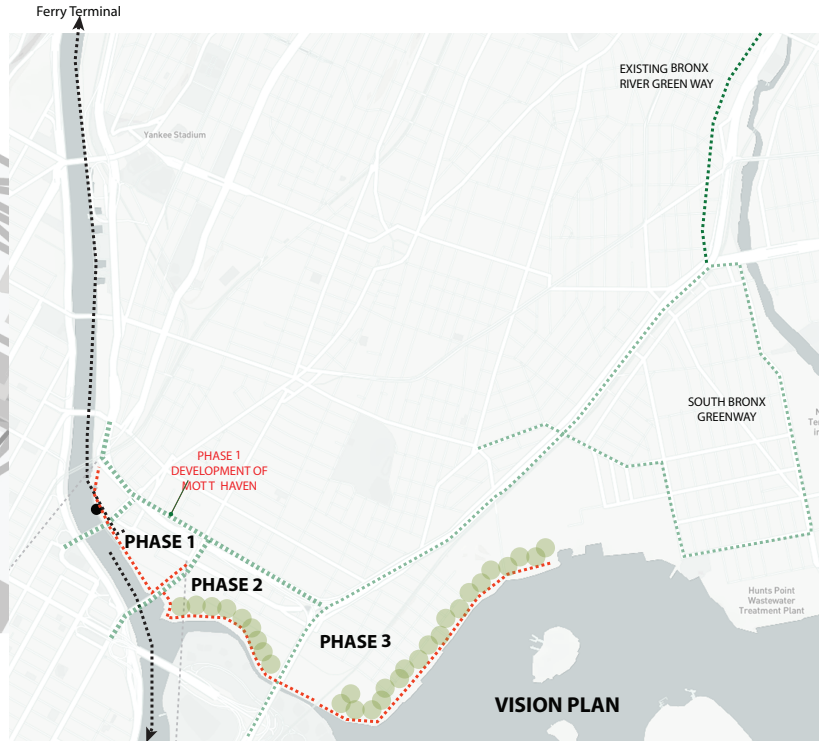 Ferry Terminal
EXISTING BRONX
RIVER GREEN WAY
Yankee Stadium
SOUTH BRONX
GREENWAY
PHASE 1
DEVELOPMENT OF
MOTT HAVEN
PHASE 1
PHASE 2
PHASE 3
Hunts Point
Wastewater
Treatment Plant
VISION PLAN